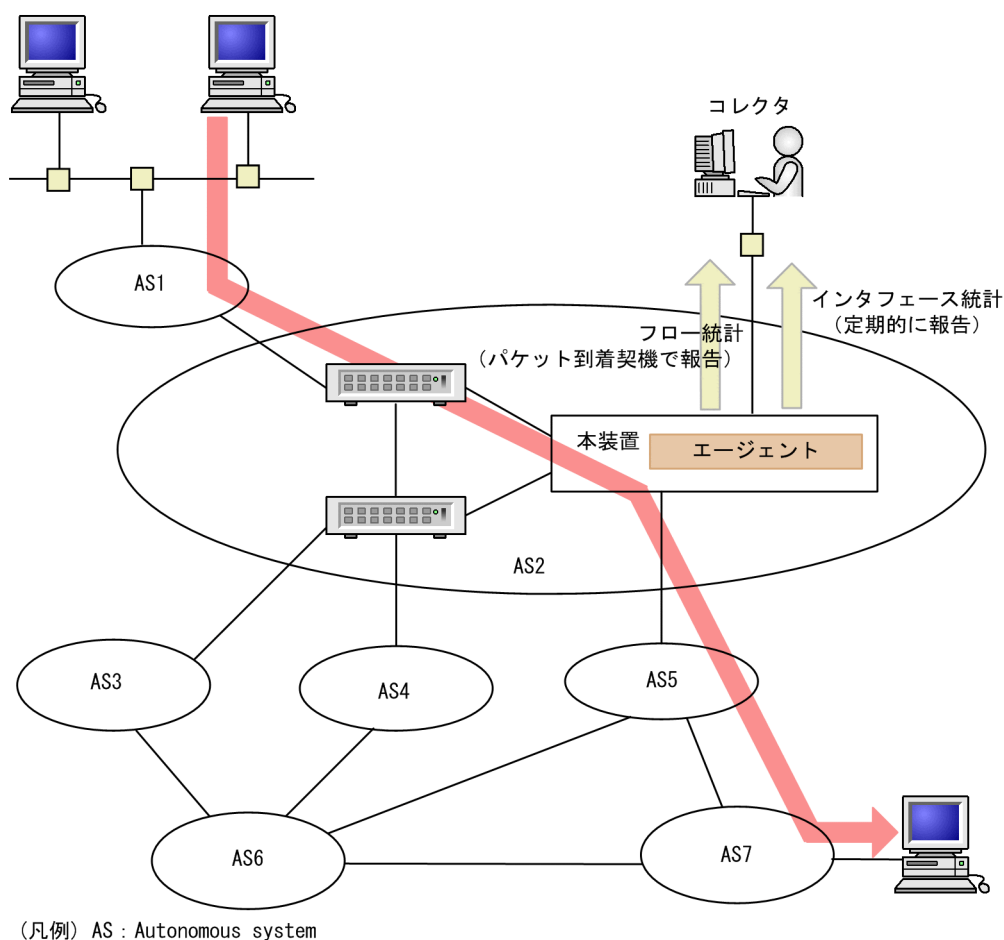 コレクタ
AS1
インタフェース統計
(定期的に報告)
フロー統計
(パケット到着契機で報告)
本装置
エージェント
AS2
AS3
AS4
AS5
AS6
AS7
(凡例) AS:Autonomous system